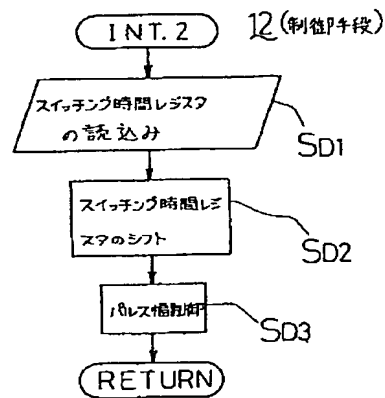 INT.2
12(制御手段)
スイッチング時間レジスタ
の読込み
SD1
スイッチング時間レジ
スタのシフト
SD2
パルス幅制御
SD3
RETURN